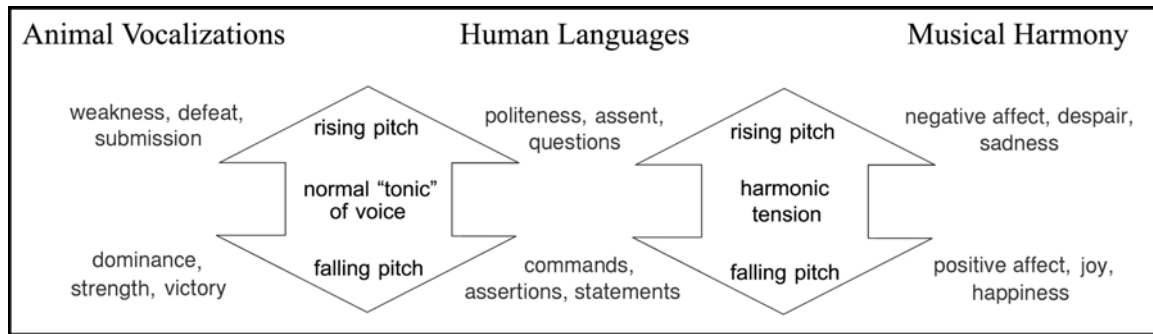 Animal Vocalizations
Human Languages
Musical Harmony
weakness, defeat,
submission
rising pitch
politeness, assent,
questions
rising pitch
negative affect, despair,
sadness
normal “tonic”
of voice
harmonic
tension
dominance,
strength, victory
falling pitch
commands,
assertions, statements
falling pitch
positive affect, joy,
happiness